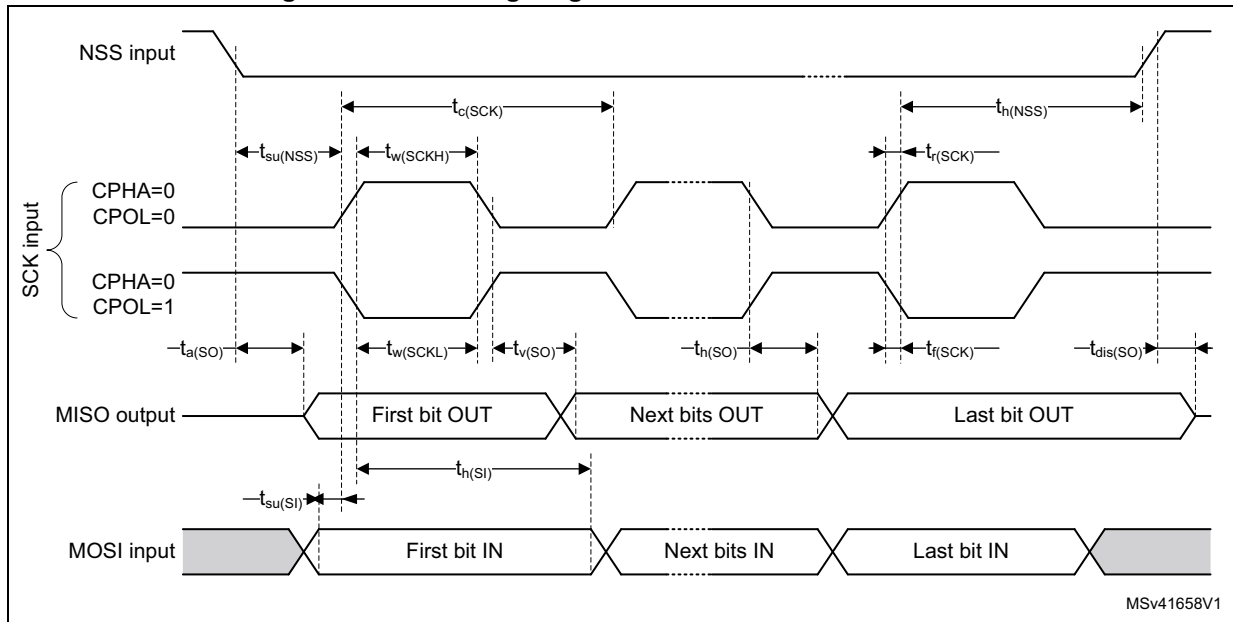 NSS input
tc(SCK)
th(NSS)
tsu(NSS)
tw(SCKH)
tr(SCK)
SCK input
CPHA=0
CPOL=0
CPHA=0
CPOL=1
ta(SO)
tw(SCKL)
tv(SO)
th(SO)
tf(SCK)
tdis(SO)
MISO output
First bit OUT
Next bits OUT
Last bit OUT
th(SI)
tsu(SI)
MOSI input
First bit IN
Next bits IN
Last bit IN
MSv41658V1